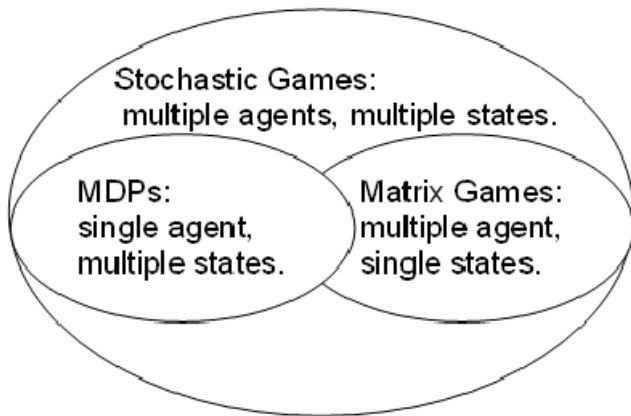 Stochastic Games:
multiple agents, multiple states.
MDPs:
single agent,
multiple states.
Matrix Games:
multiple agent,
single states.